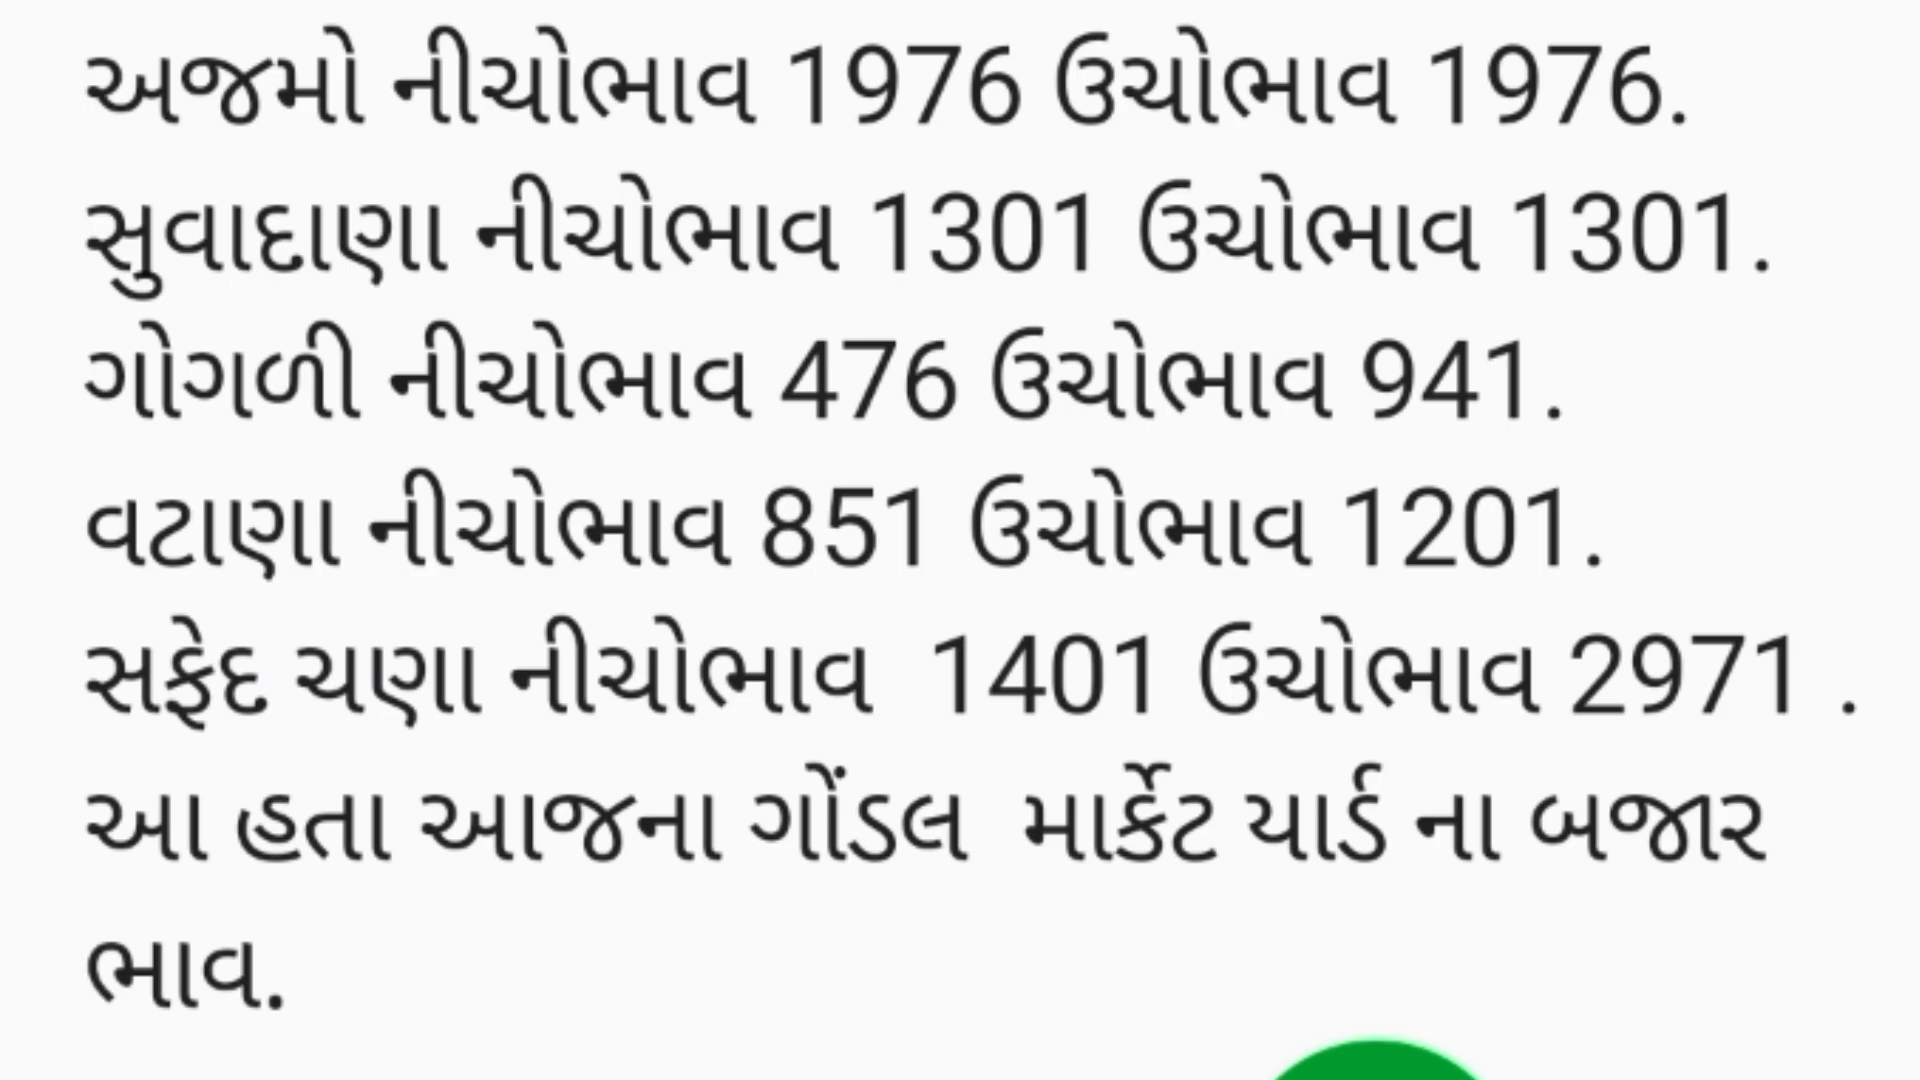 અજમો નીચોભાવ 1976 ઉચોભાવ 1976.
સુવાદાણા નીચોભાવ 1301 ઉચોભાવ 1301.
ગોગળી નીચોભાવ 476 ઉચોભાવ 941.
વટાણા નીચોભાવ 851 ઉચોભાવ 1201.
સફેદ ચણા નીચોભાવ  1401 ઉચોભાવ 2971 .
આ હતા આજના ગોંડલ  માર્કેટ યાર્ડ ના બજાર
ભાવ.